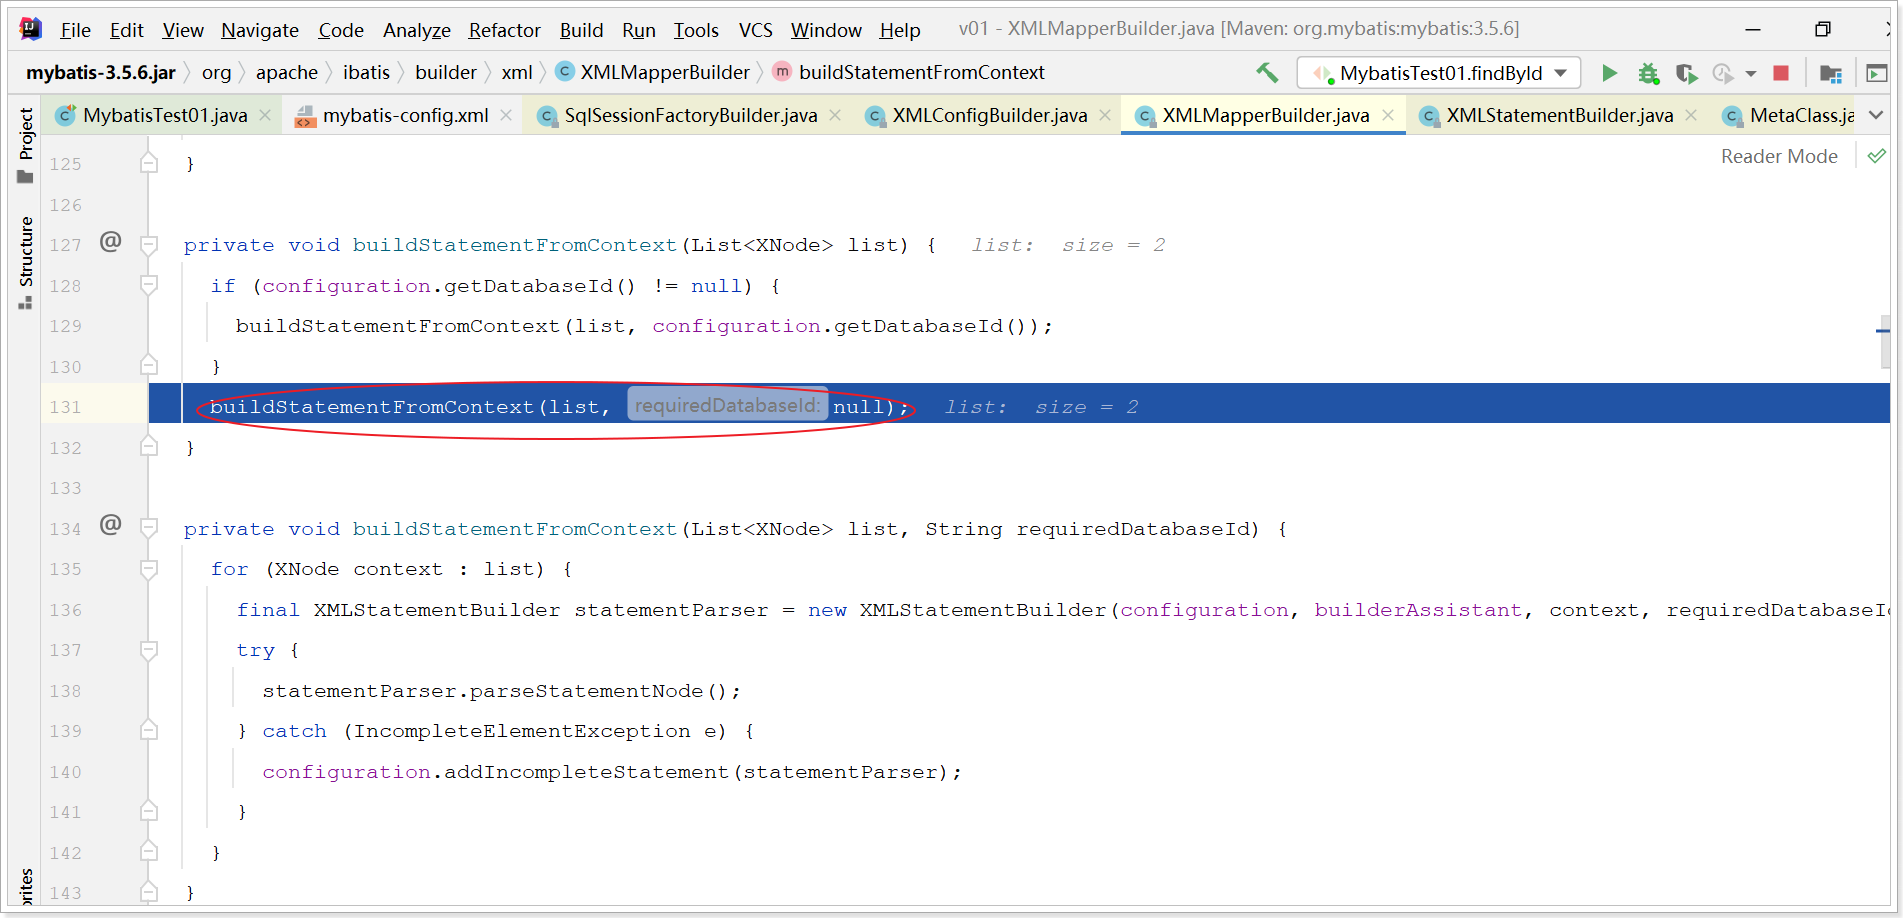 File Edit View Navigate Code Analyze Refactor Build Run Tools VCS Window Help v01 - XMLMapperBuilder.java [Maven: org.mybatis:mybatis:3.5.6]
mybatis-3.5.6.jar org apache ibatis builder xml XMLMapperBuilder buildStatementFromContext MybatisTest01.findById
MybatisTest01.java mybatis-config.xml SqlSessionFactoryBuilder.java XMLConfigBuilder.java XMLMapperBuilder.java XMLStatementBuilder.java MetaClass.ja
Project
Structure
orites
Reader Mode
125 }
126
127 @ private void buildStatementFromContext(List<XNode> list) { list: size = 2
128 if (configuration.getDatabaseId() != null) {
129 buildStatementFromContext(list, configuration.getDatabaseId());
130 }
131 buildStatementFromContext(list, requiredDatabaseId: null); list: size = 2
132 }
133
134 @ private void buildStatementFromContext(List<XNode> list, String requiredDatabaseId) {
135 for (XNode context : list) {
136 final XMLStatementBuilder statementParser = new XMLStatementBuilder(configuration, builderAssistant, context, requiredDatabaseId
137 try {
138 statementParser.parseStatementNode();
139 } catch (IncompleteElementException e) {
140 configuration.addIncompleteStatement(statementParser);
141 }
142 }
143 }